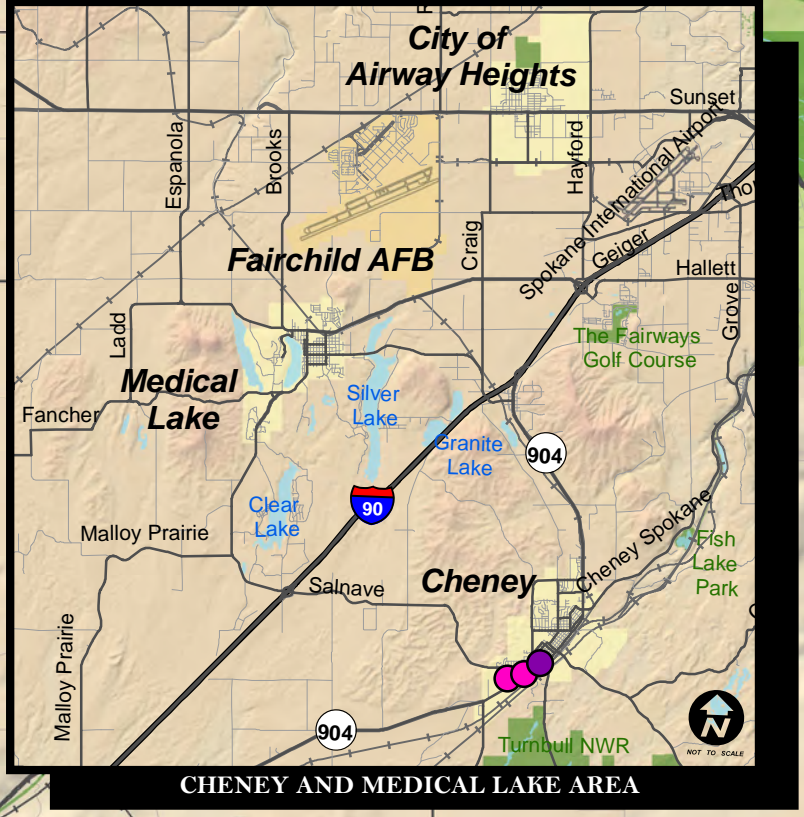 City of
Airway Heights
Sunset
Espanola
Brooks
Hayford
Spokane International Airport
Craig
Geiger
Fairchild AFB
Hallett
Ladd
Grove
The Fairways
Golf Course
Medical
Lake
Silver
Lake
Fancher
Granite
Lake
904
90
Clear
Lake
Malloy Prairie
Cheney Spokane
Fish
Lake
Park
Salnave
Cheney
Malloy Prairie
904
Turnbull NWR
N
NOT TO SCALE
CHENEY AND MEDICAL LAKE AREA